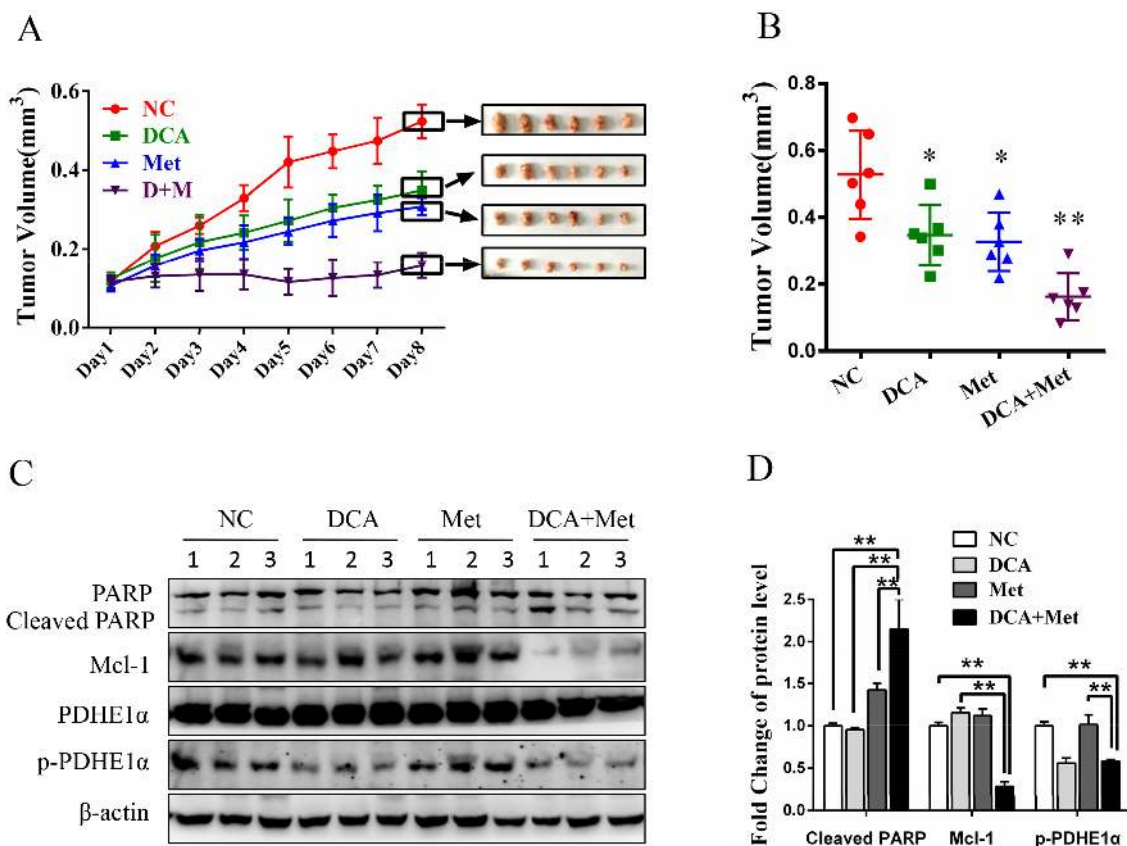 A
Tumor Volume(mm³)
0.6
0.4
0.2
0.0
NC
DCA
Met
D+M
Day1
Day2
Day3
Day4
Day5
Day6
Day7
Day8
B
Tumor Volume(mm³)
0.8
0.6
0.4
0.2
0.0
*
*
**
NC
DCA
Met
DCA+Met
C
NC DCA Met DCA+Met
1 2 3 1 2 3 1 2 3 1 2 3
PARP
Cleaved PARP
Mcl-1
PDHE1α
p-PDHE1α
β-actin
D
NC
DCA
Met
DCA+Met
Fold Change of protein level
2.5
2.0
1.5
1.0
0.5
0.0
**
**
**
**
**
**
**
Cleaved PARP Mcl-1 p-PDHE1α